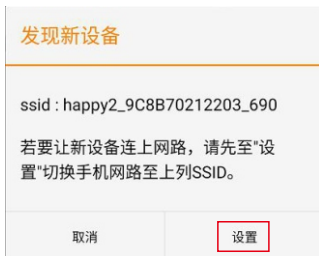 发现新设备
ssid : happy2_9C8B70212203_690
若要让新设备连上网路，请先至"设
置"切换手机网路至上列SSID。
取消
设置